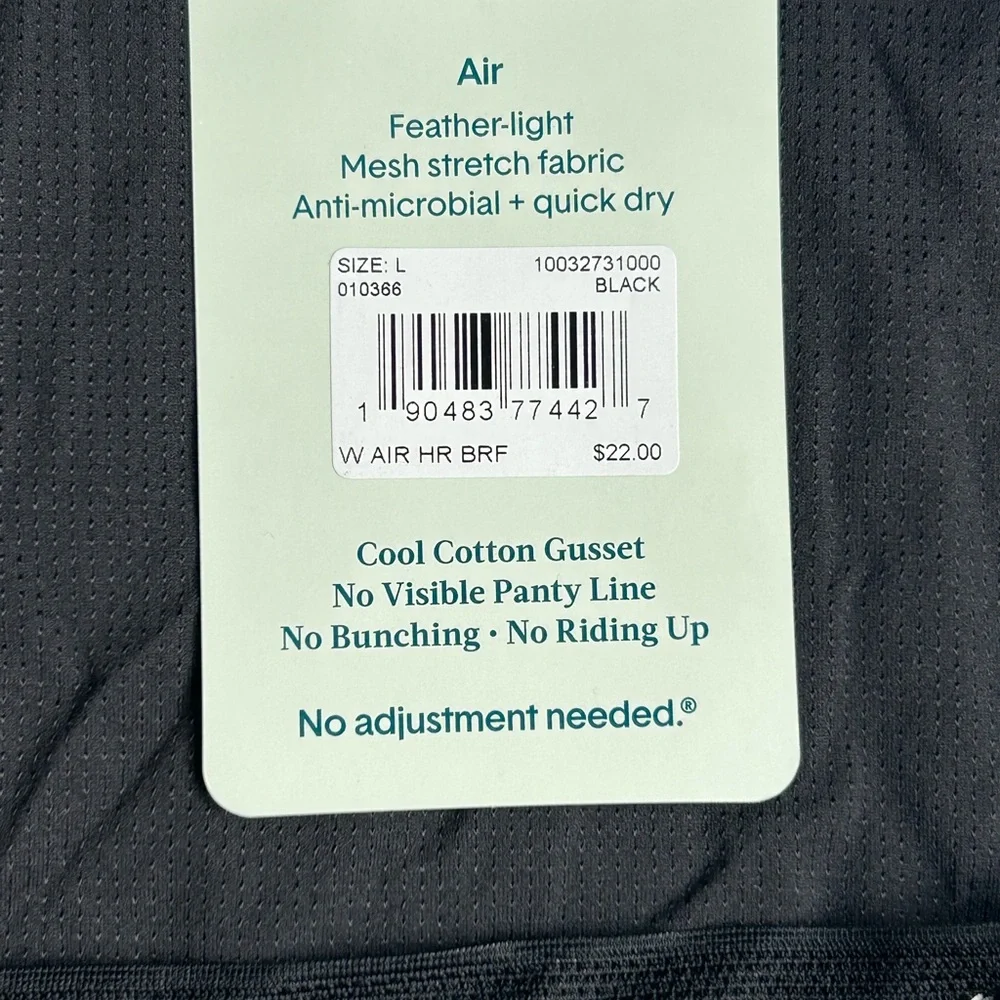 Air
Feather-light
Mesh stretch fabric
Anti-microbial + quick dry
SIZE: L 10032731000
010366 BLACK
1 90483 77442 7
W AIR HR BRF $22.00
Cool Cotton Gusset
No Visible Panty Line
No Bunching • No Riding Up
No adjustment needed.®